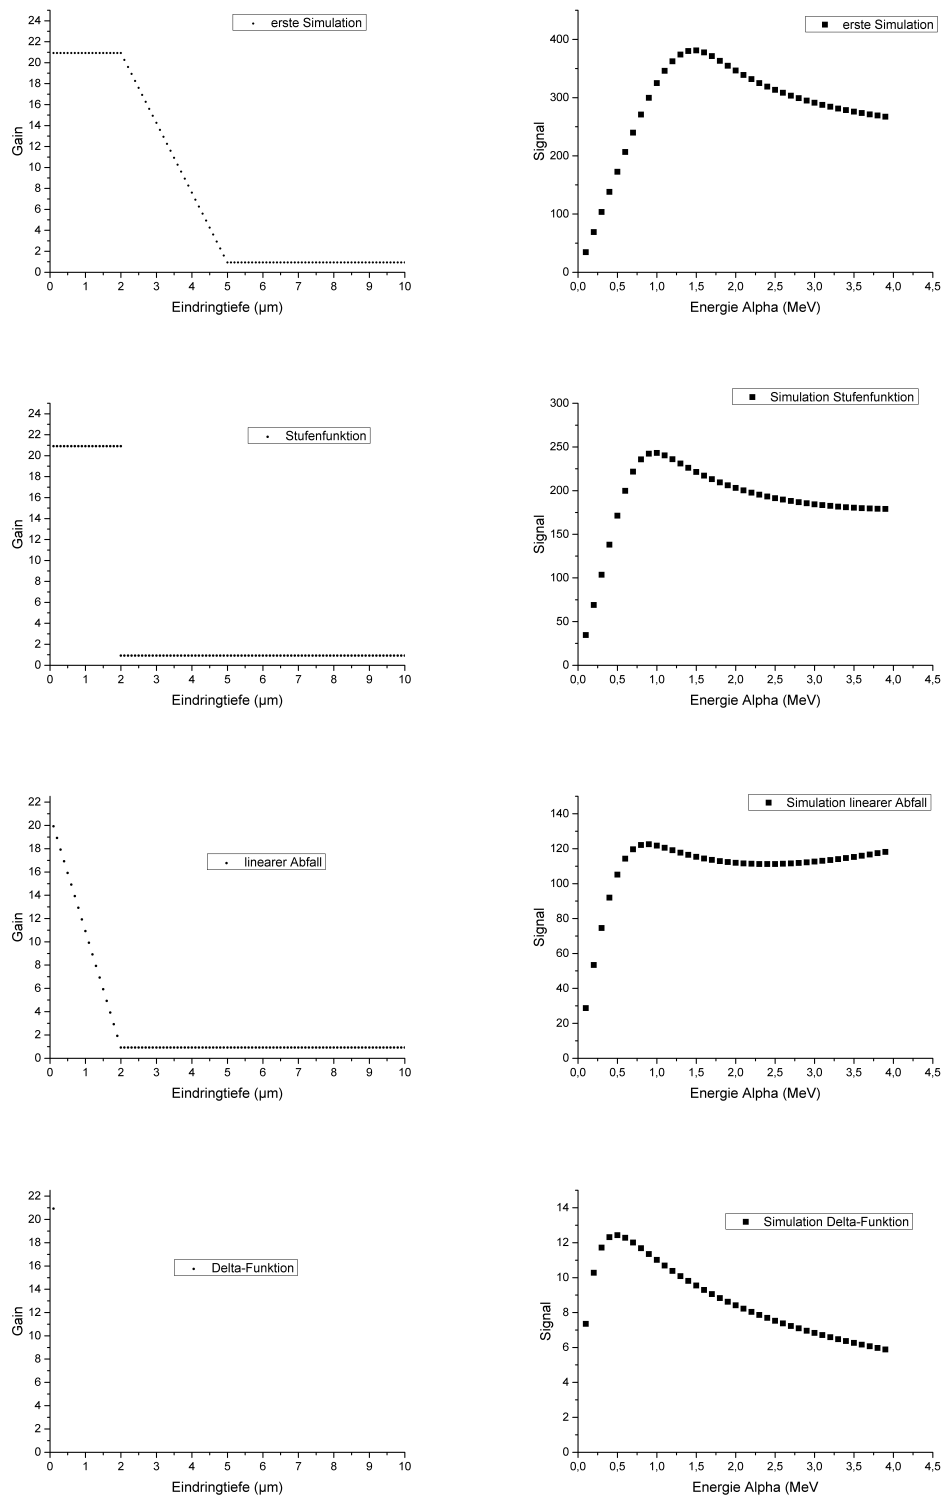 erste Simulation
24
22
20
18
16
14
12
10
8
6
4
2
0
Gain
0 1 2 3 4 5 6 7 8 9 10
Eindringtiefe (µm)
erste Simulation
400
300
200
100
0
Signal
0,0 0,5 1,0 1,5 2,0 2,5 3,0 3,5 4,0 4,5
Energie Alpha (MeV)
Stufenfunktion
24
22
20
18
16
14
12
10
8
6
4
2
0
Gain
0 1 2 3 4 5 6 7 8 9 10
Eindringtiefe (µm)
Simulation Stufenfunktion
300
250
200
150
100
50
0
Signal
0,0 0,5 1,0 1,5 2,0 2,5 3,0 3,5 4,0 4,5
Energie Alpha (MeV)
linearer Abfall
22
20
18
16
14
12
10
8
6
4
2
0
Gain
0 1 2 3 4 5 6 7 8 9 10
Eindringtiefe (µm)
Simulation linearer Abfall
140
120
100
80
60
40
20
0
Signal
0,0 0,5 1,0 1,5 2,0 2,5 3,0 3,5 4,0 4,5
Energie Alpha (MeV)
Delta-Funktion
22
20
18
16
14
12
10
8
6
4
2
0
Gain
0 1 2 3 4 5 6 7 8 9 10
Eindringtiefe (µm)
Simulation Delta-Funktion
14
12
10
8
6
4
2
0
Signal
0,0 0,5 1,0 1,5 2,0 2,5 3,0 3,5 4,0 4,5
Energie Alpha (MeV